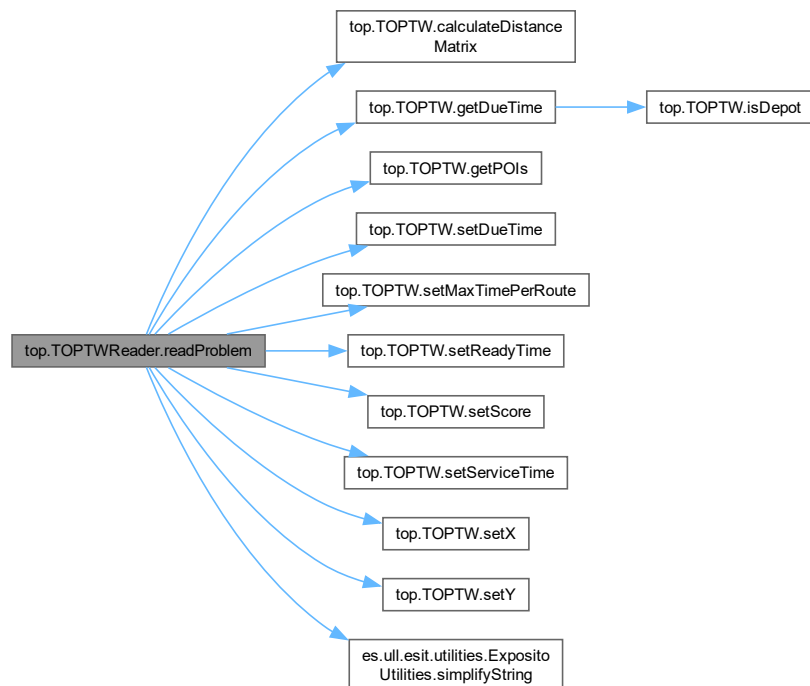 top.TOPTW.calculateDistance
Matrix
top.TOPTW.getDueTime
top.TOPTW.isDepot
top.TOPTW.getPOIs
top.TOPTW.setDueTime
top.TOPTW.setMaxTimePerRoute
top.TOPTWReader.readProblem
top.TOPTW.setReadyTime
top.TOPTW.setScore
top.TOPTW.setServiceTime
top.TOPTW.setX
top.TOPTW.setY
es.ull.esit.utilities.Exposito
Utilities.simplifyString